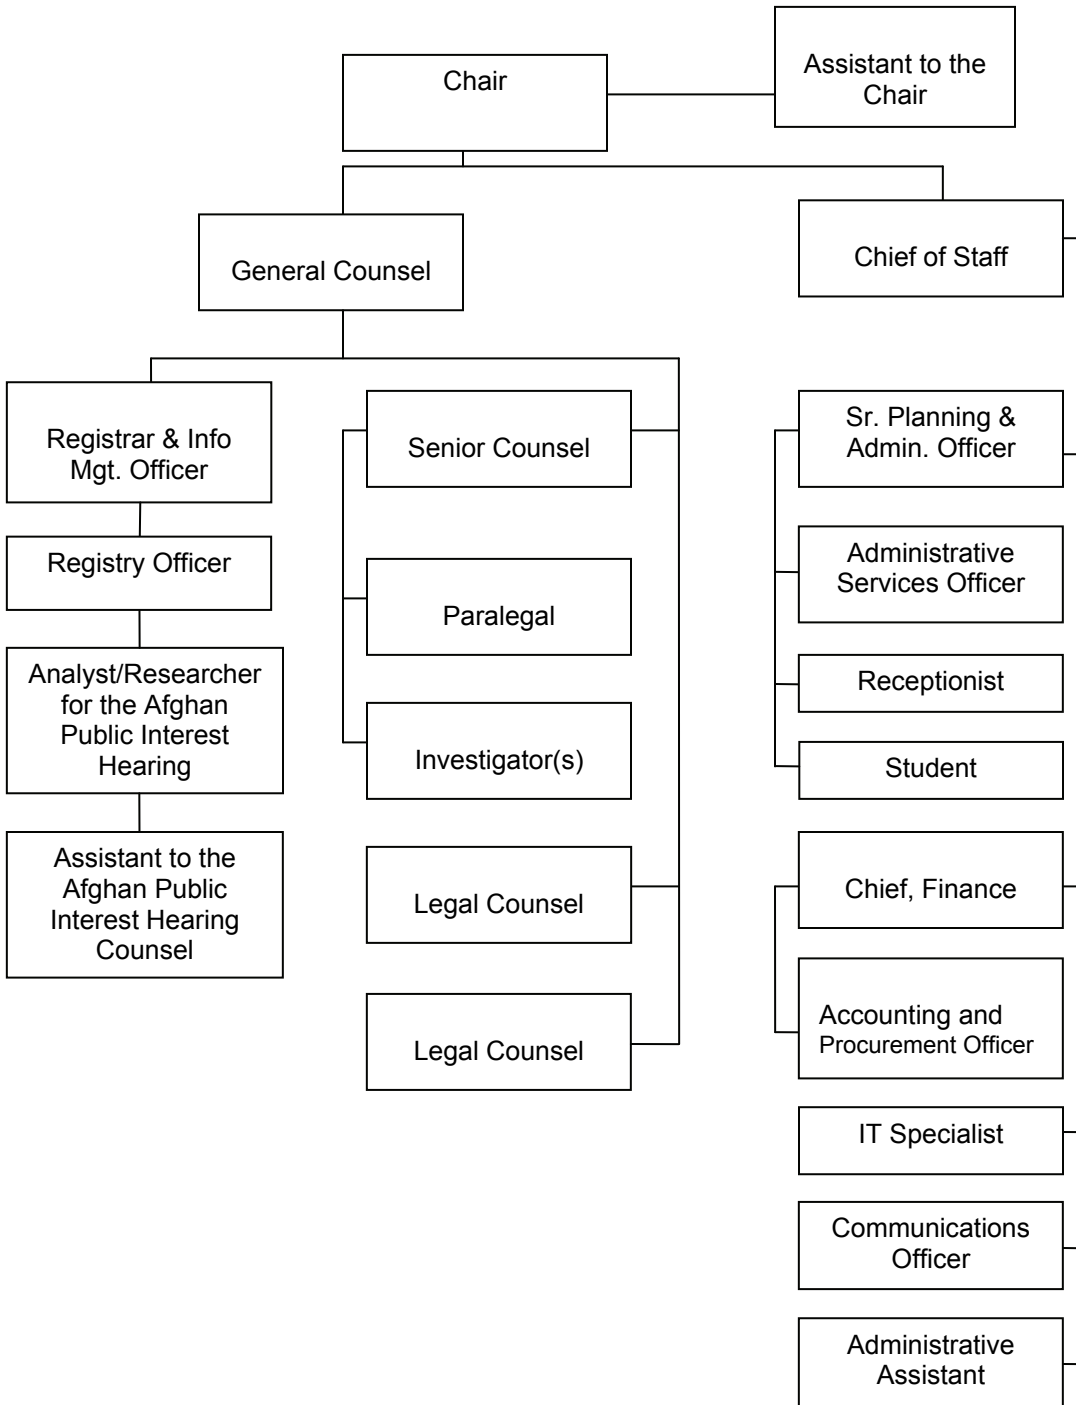 Chair
Assistant to the
Chair
General Counsel
Chief of Staff
Registrar & Info
Mgt. Officer
Registry Officer
Analyst/Researcher
for the Afghan
Public Interest
Hearing
Assistant to the
Afghan Public
Interest Hearing
Counsel
Senior Counsel
Paralegal
Investigator(s)
Legal Counsel
Legal Counsel
Sr. Planning &
Admin. Officer
Administrative
Services Officer
Receptionist
Student
Chief, Finance
Accounting and
Procurement Officer
IT Specialist
Communications
Officer
Administrative
Assistant